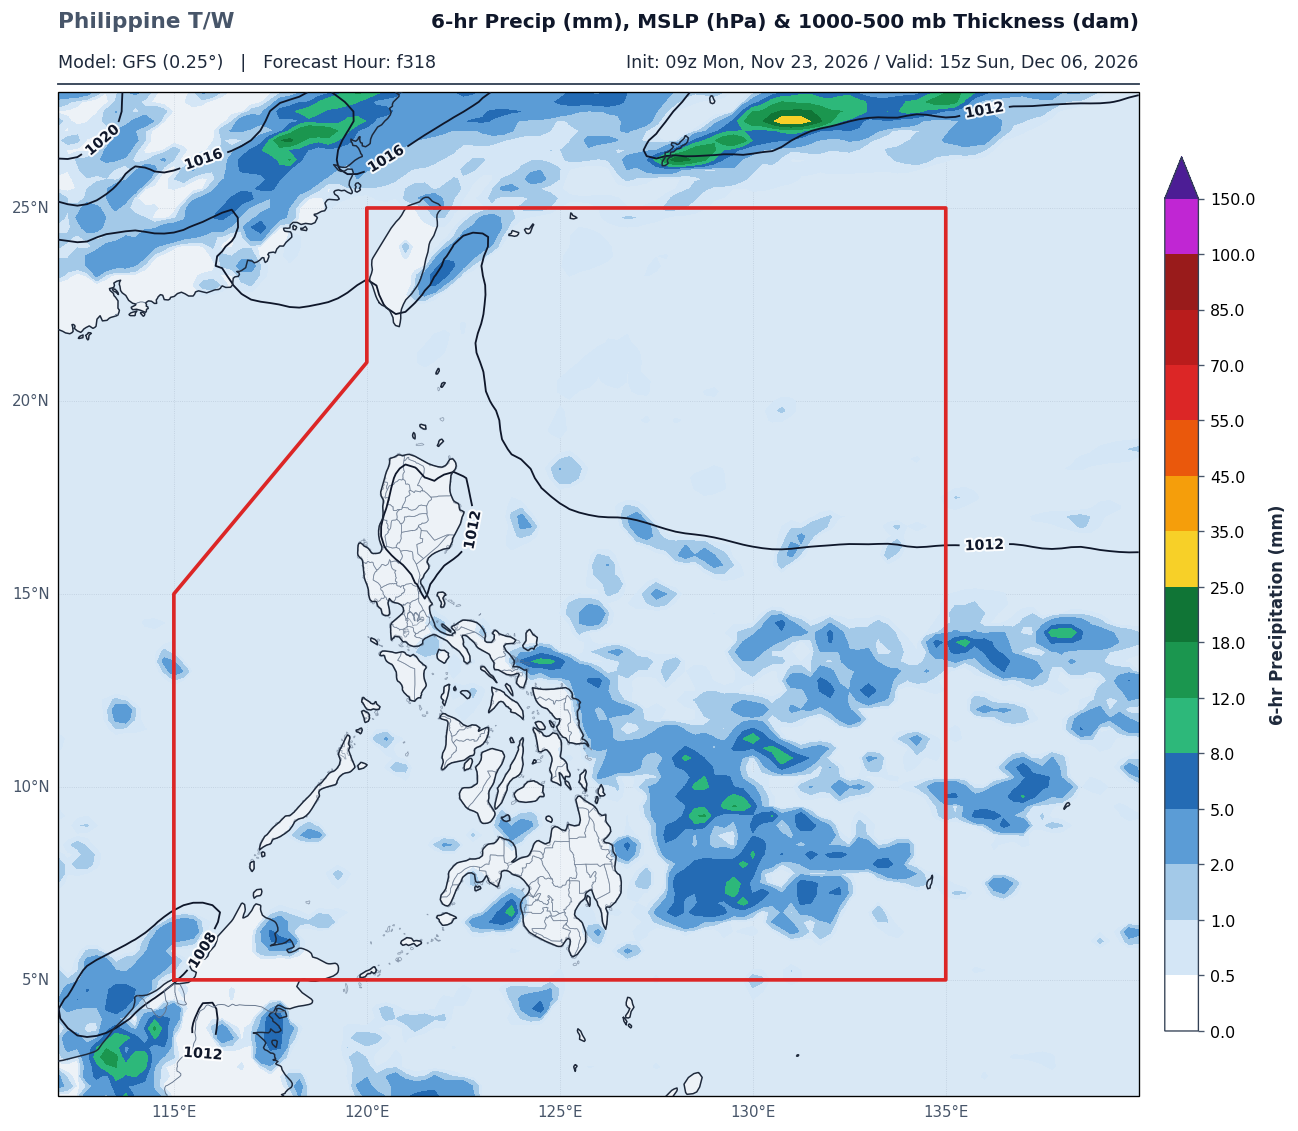 Philippine T/W
6-hr Precip (mm), MSLP (hPa) & 1000-500 mb Thickness (dam)
Model: GFS (0.25°) | Forecast Hour: f318
Init: 09z Mon, Nov 23, 2026 / Valid: 15z Sun, Dec 06, 2026
1020
1016
1016
1012
25°N
20°N
15°N
10°N
5°N
1012
1012
1008
1012
115°E
120°E
125°E
130°E
135°E
150.0
100.0
85.0
70.0
55.0
45.0
35.0
25.0
18.0
12.0
8.0
5.0
2.0
1.0
0.5
0.0
6-hr Precipitation (mm)